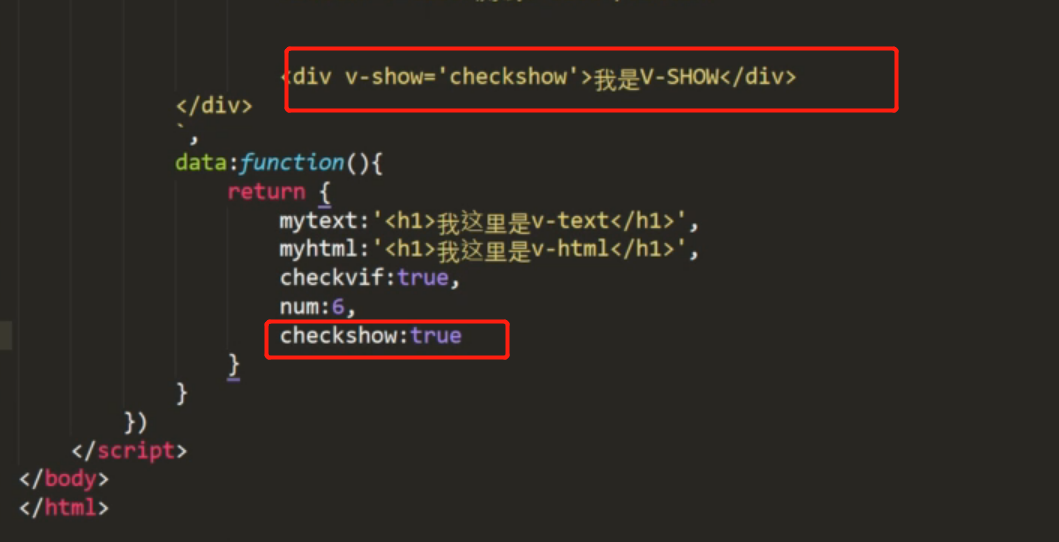 <div v-show='checkshow'>我是V-SHOW</div>
</div>
`,
data:function(){
return {
mytext:'<h1>我这里是v-text</h1>',
myhtml:'<h1>我这里是v-html</h1>',
checkvif:true,
num:6,
checkshow:true
}
}
})
</script>
</body>
</html>